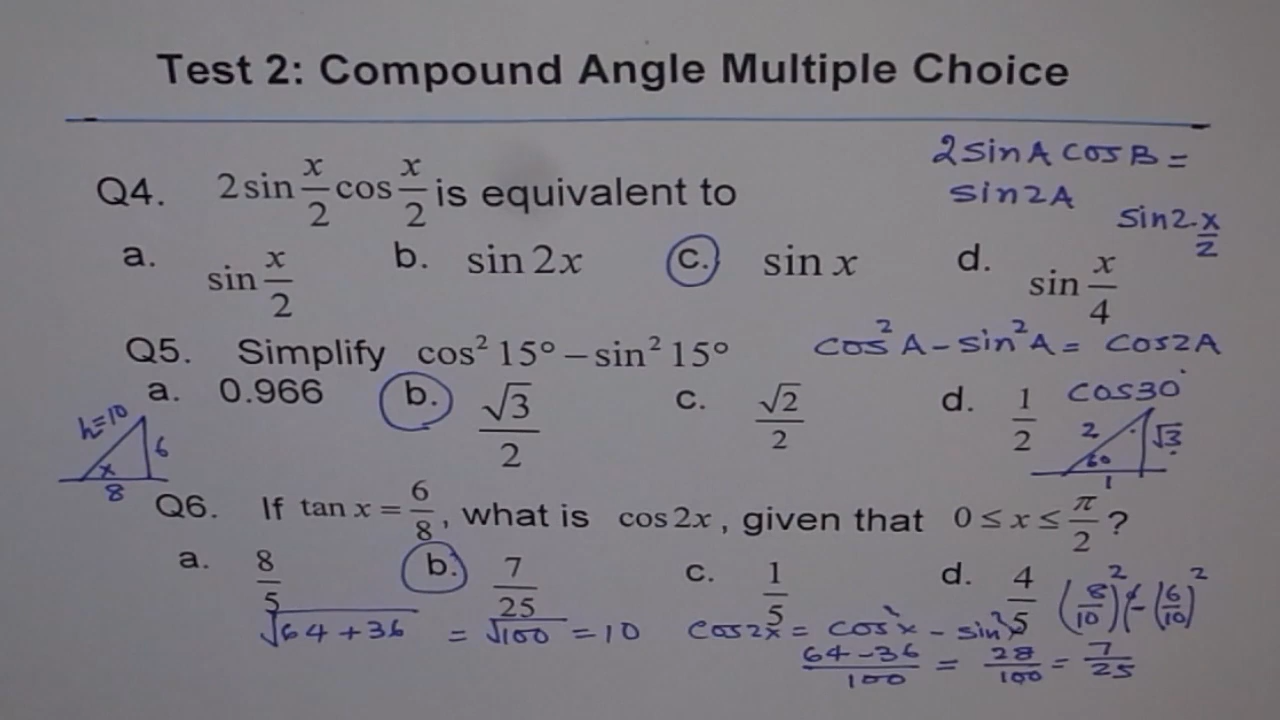 Test 2: Compound Angle Multiple Choice
2sinA cosB =
sin2A
sin2·x/2
Q4. 2 sin x/2 cos x/2 is equivalent to
a. sin x/2 b. sin 2x c. sin x d. sin x/4
Q5. Simplify cos² 15° – sin² 15°
cos²A – sin²A = cos2A
a. 0.966 b. √3/2 c. √2/2 d. 1/2
cos30°
2 √3
60
1
h=10 6
x
8
Q6. If tan x = 6/8, what is cos 2x, given that 0 ≤ x ≤ π/2 ?
a. 8/5 b. 7/25 c. 1/5 d. 4/5
(8/10)² – (6/10)²
√64+36 = √100 = 10
cos2x = cos²x – sin²x
64–36/100 = 28/100 = 7/25